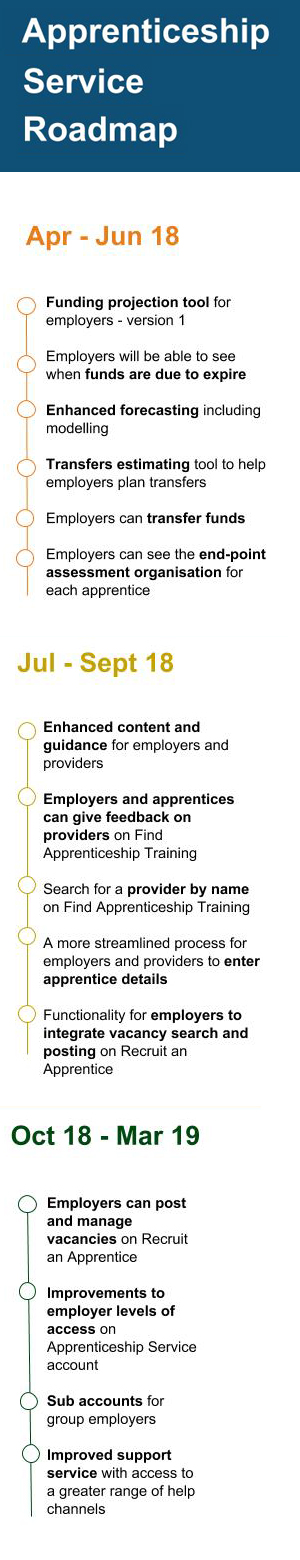 Apprenticeship
Service
Roadmap
Apr - Jun 18
Funding projection tool for
employers - version 1
Employers will be able to see
when funds are due to expire
Enhanced forecasting including
modelling
Transfers estimating tool to help
employers plan transfers
Employers can transfer funds
Employers can see the end-point
assessment organisation for
each apprentice
Jul - Sept 18
Enhanced content and
guidance for employers and
providers
Employers and apprentices
can give feedback on
providers on Find
Apprenticeship Training
Search for a provider by name
on Find Apprenticeship Training
A more streamlined process for
employers and providers to enter
apprentice details
Functionality for employers to
integrate vacancy search and
posting on Recruit an
Apprentice
Oct 18 - Mar 19
Employers can post
and manage
vacancies on Recruit
an Apprentice
Improvements to
employer levels of
access on
Apprenticeship Service
account
Sub accounts for
group employers
Improved support
service with access to
a greater range of help
channels